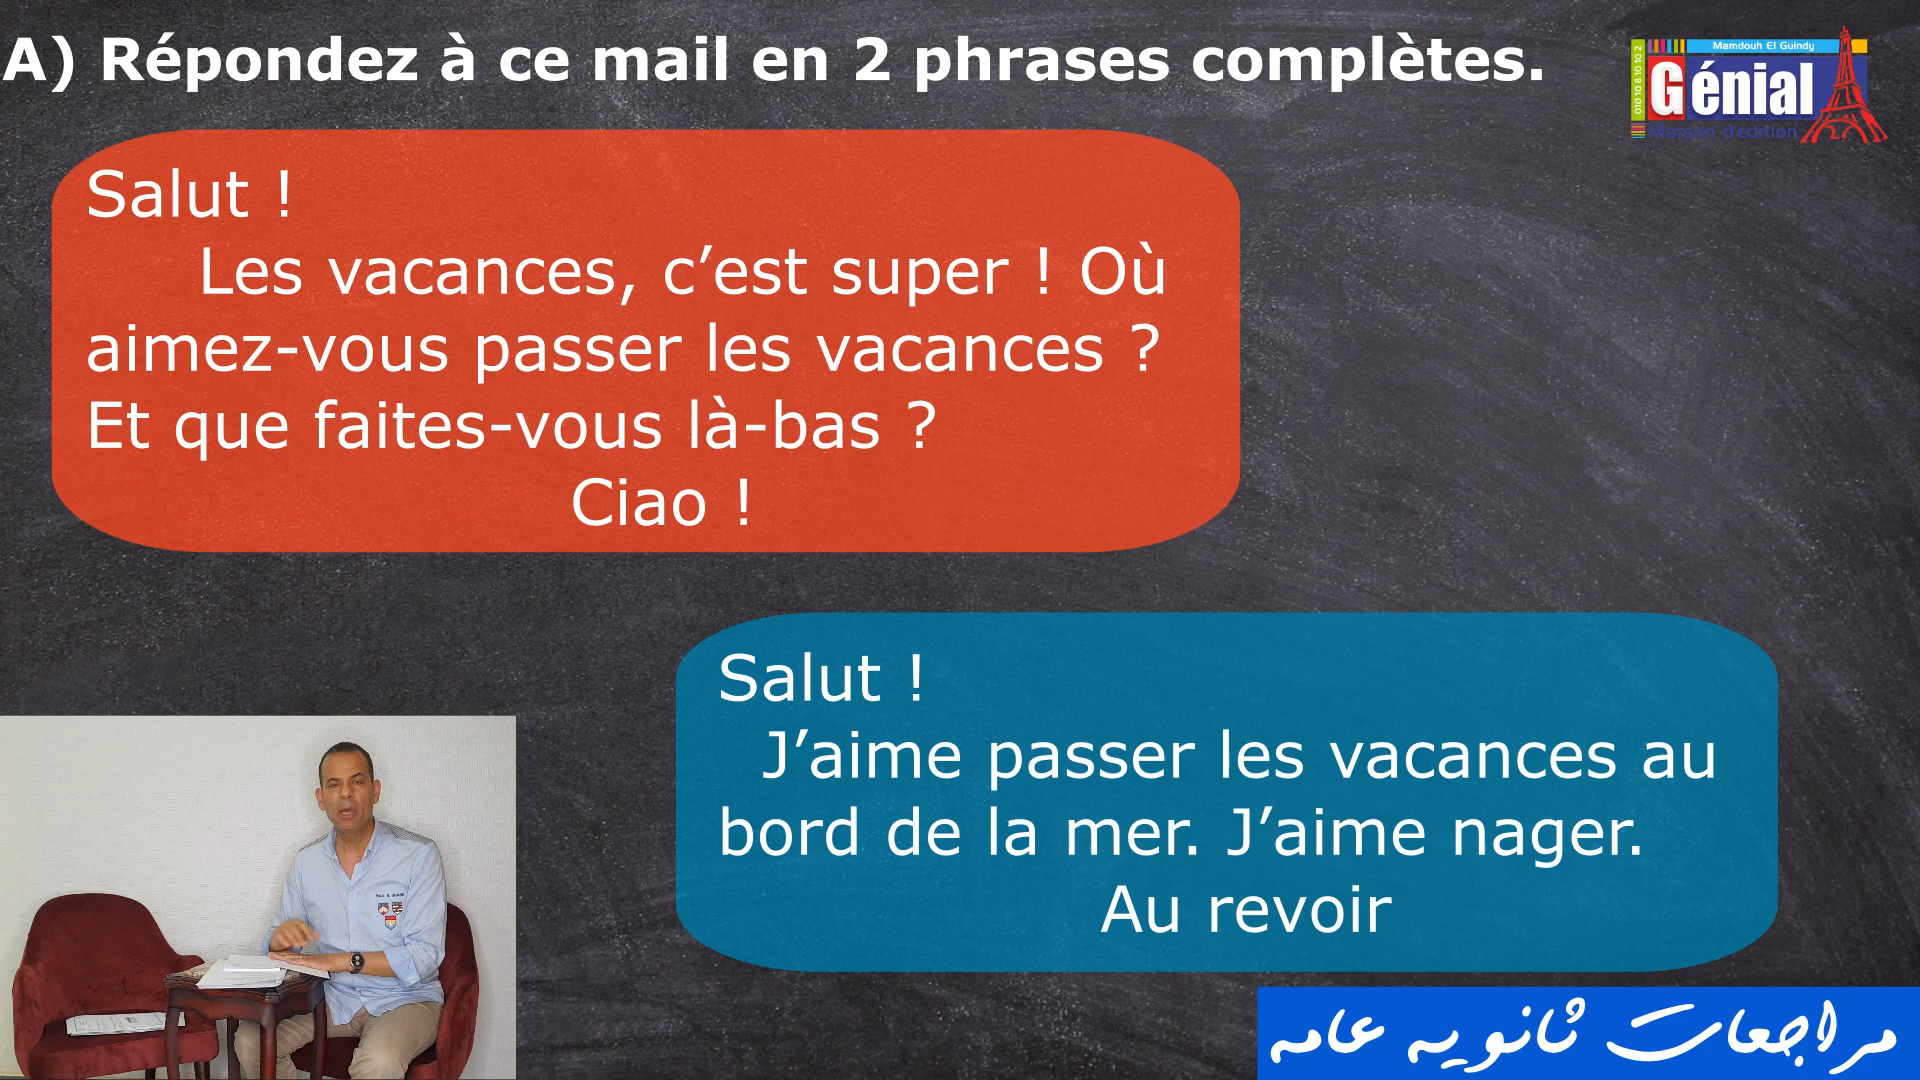 A) Répondez à ce mail en 2 phrases complètes.
Mamdouh El Guindy
Génial
Maison d'édition
Salut !
Les vacances, c’est super ! Où
aimez-vous passer les vacances ?
Et que faites-vous là-bas ?
Ciao !
Salut !
J’aime passer les vacances au
bord de la mer. J’aime nager.
Au revoir
مراجعات ثانويه عامه